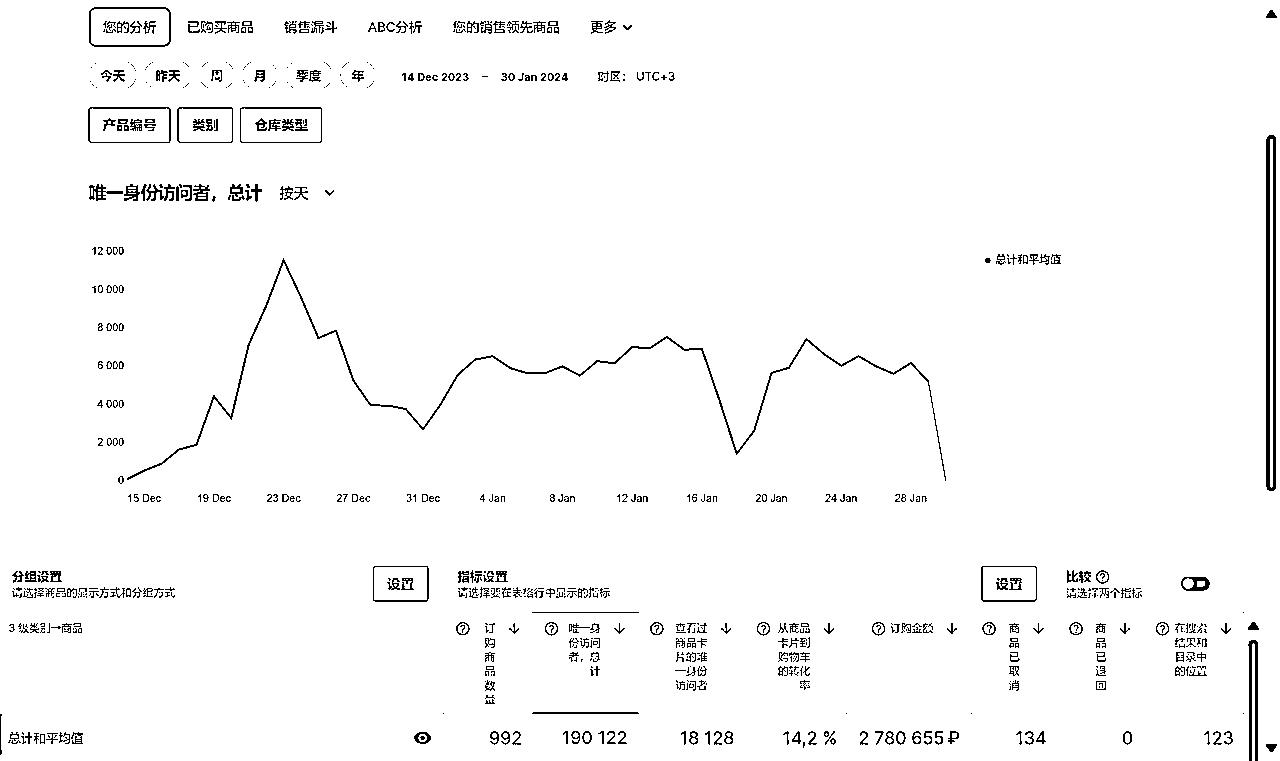 您的分析 已购买商品 销售漏斗 ABC分析 您的销售领先商品 更多
今天 昨天 周 月 季度 年 14 Dec 2023 – 30 Jan 2024 时区： UTC+3
产品编号 类别 仓库类型
唯一身份访问者，总计 按天
12 000
10 000
8 000
6 000
4 000
2 000
0
总计和平均值
15 Dec 19 Dec 23 Dec 27 Dec 31 Dec 4 Jan 8 Jan 12 Jan 16 Jan 20 Jan 24 Jan 28 Jan
分组设置
请选择商品的显示方式和分组方式
设置
指标设置
请选择要在表格行中显示的指标
设置
比较
请选择两个指标
3 级类别→商品
订
购
商
品
数
量
唯一身
份访问
者，总
计
查看过
商品卡
片的唯
一身份
访问者
从商品
卡片到
购物车
的转化
率
订购金额
商
品
已
取
消
商
品
已
退
回
在搜索
结果和
目录中
的位置
总计和平均值 992 190 122 18 128 14,2 % 2 780 655 ₽ 134 0 123